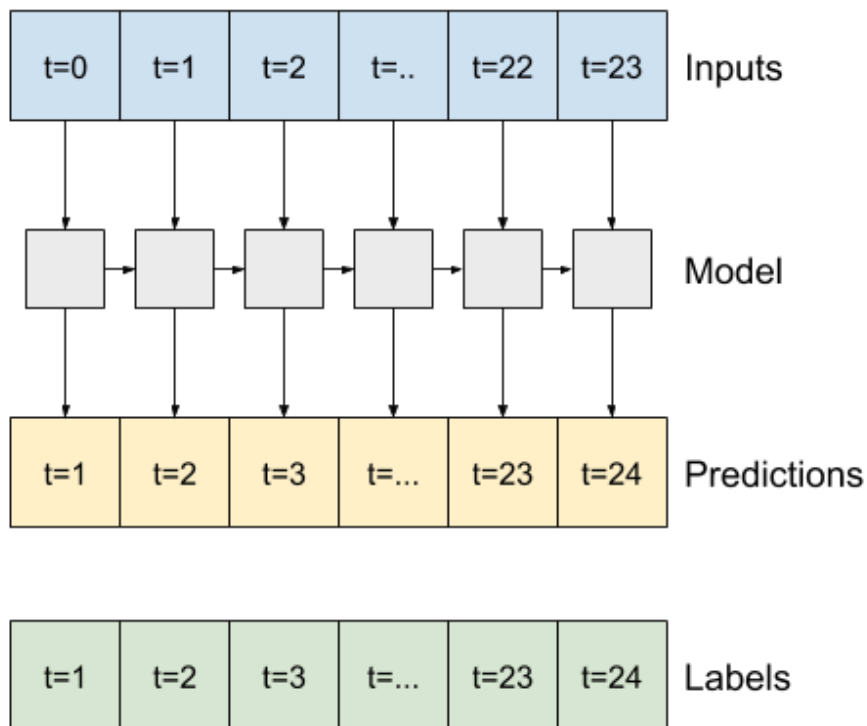 t=0 t=1 t=2 t=.. t=22 t=23 Inputs
Model
t=1 t=2 t=3 t=... t=23 t=24 Predictions
t=1 t=2 t=3 t=... t=23 t=24 Labels